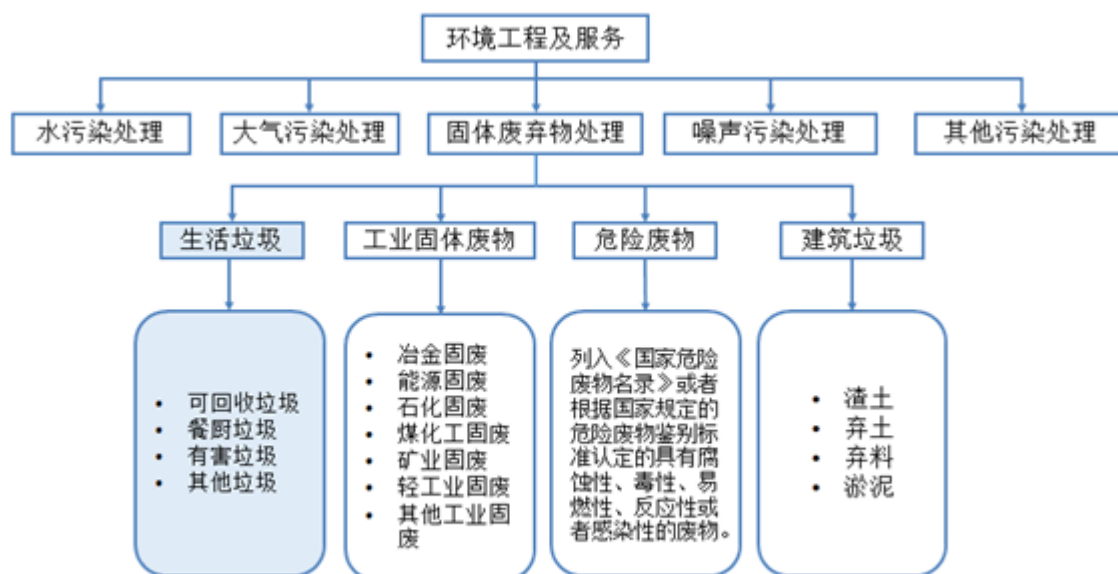 环境工程及服务
水污染处理
大气污染处理
固体废弃物处理
噪声污染处理
其他污染处理
生活垃圾
工业固体废物
危险废物
建筑垃圾
• 可回收垃圾
• 餐厨垃圾
• 有害垃圾
• 其他垃圾
• 冶金固废
• 能源固废
• 石化固废
• 煤化工固废
• 矿业固废
• 轻工业固废
• 其他工业固
废
列入《国家危险
废物名录》或者
根据国家规定的
危险废物鉴别标
准认定的具有腐
蚀性、毒性、易
燃性、反应性或
者感染性的废物。
• 渣土
• 弃土
• 弃料
• 淤泥